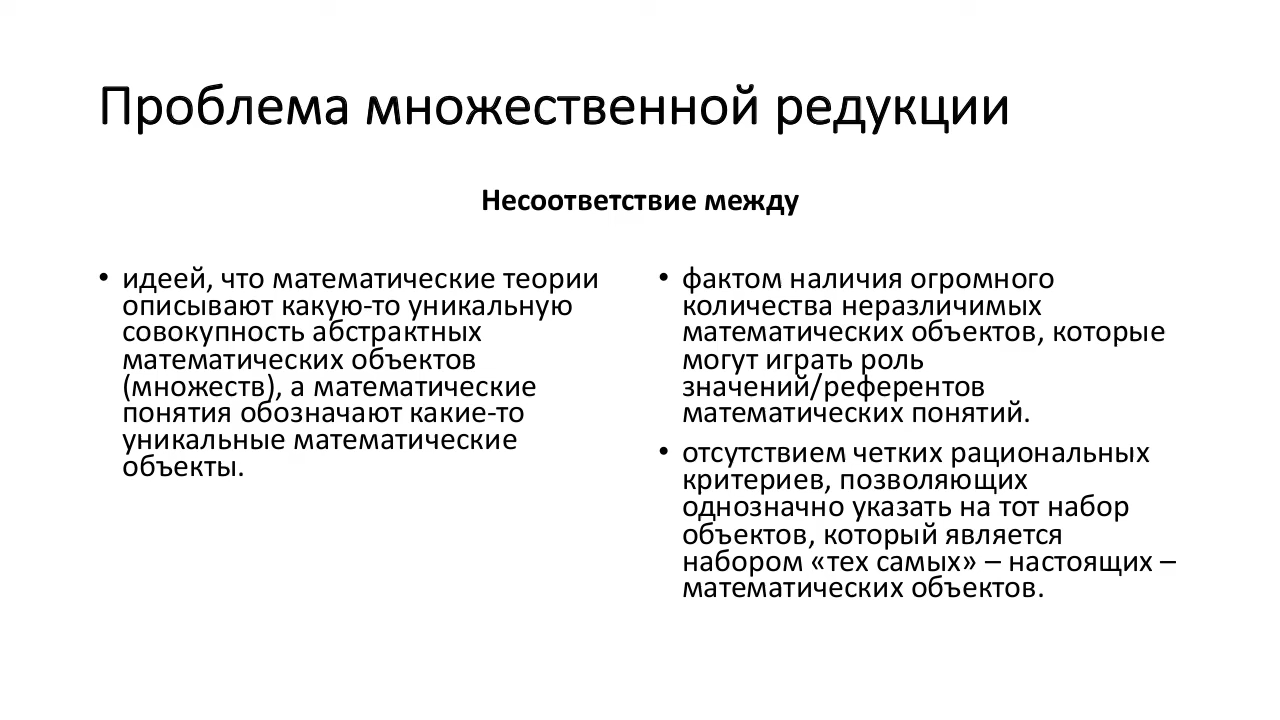 Проблема множественной редукции
Несоответствие между
• идеей, что математические теории
описывают какую-то уникальную
совокупность абстрактных
математических объектов
(множеств), а математические
понятия обозначают какие-то
уникальные математические
объекты.
• фактом наличия огромного
количества неразличимых
математических объектов, которые
могут играть роль
значений/референтов
математических понятий.
• отсутствием четких рациональных
критериев, позволяющих
однозначно указать на тот набор
объектов, который является
набором «тех самых» – настоящих –
математических объектов.